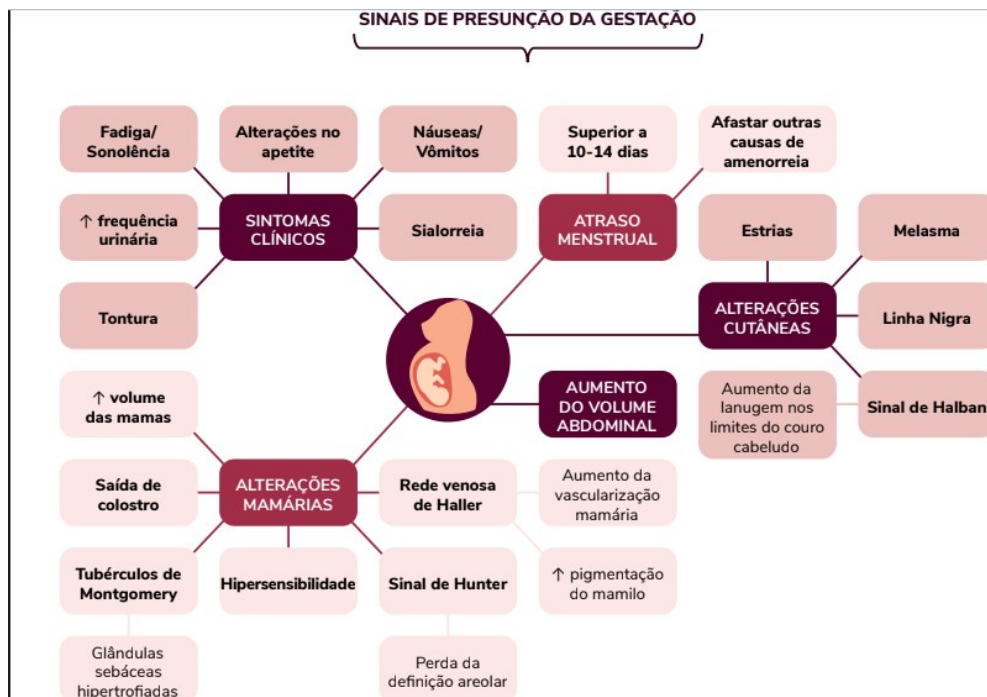 SINAIS DE PRESUNÇÃO DA GESTAÇÃO
Fadiga/
Sonolência
Alterações no
apetite
Náuseas/
Vômitos
↑ frequência
urinária
SINTOMAS
CLÍNICOS
Sialorreia
Tontura
Superior a
10-14 dias
Afastar outras
causas de
amenorreia
ATRASO
MENSTRUAL
Estrias
Melasma
ALTERAÇÕES
CUTÂNEAS
Linha Nigra
Aumento da
lanugem nos
limites do couro
cabeludo
Sinal de Halban
AUMENTO
DO VOLUME
ABDOMINAL
↑ volume
das mamas
Saída de
colostro
ALTERAÇÕES
MAMÁRIAS
Rede venosa
de Haller
Aumento da
vascularização
mamária
Tubérculos de
Montgomery
Hipersensibilidade
Sinal de Hunter
↑ pigmentação
do mamilo
Glândulas
sebáceas
hipertrofiadas
Perda da
definição areolar